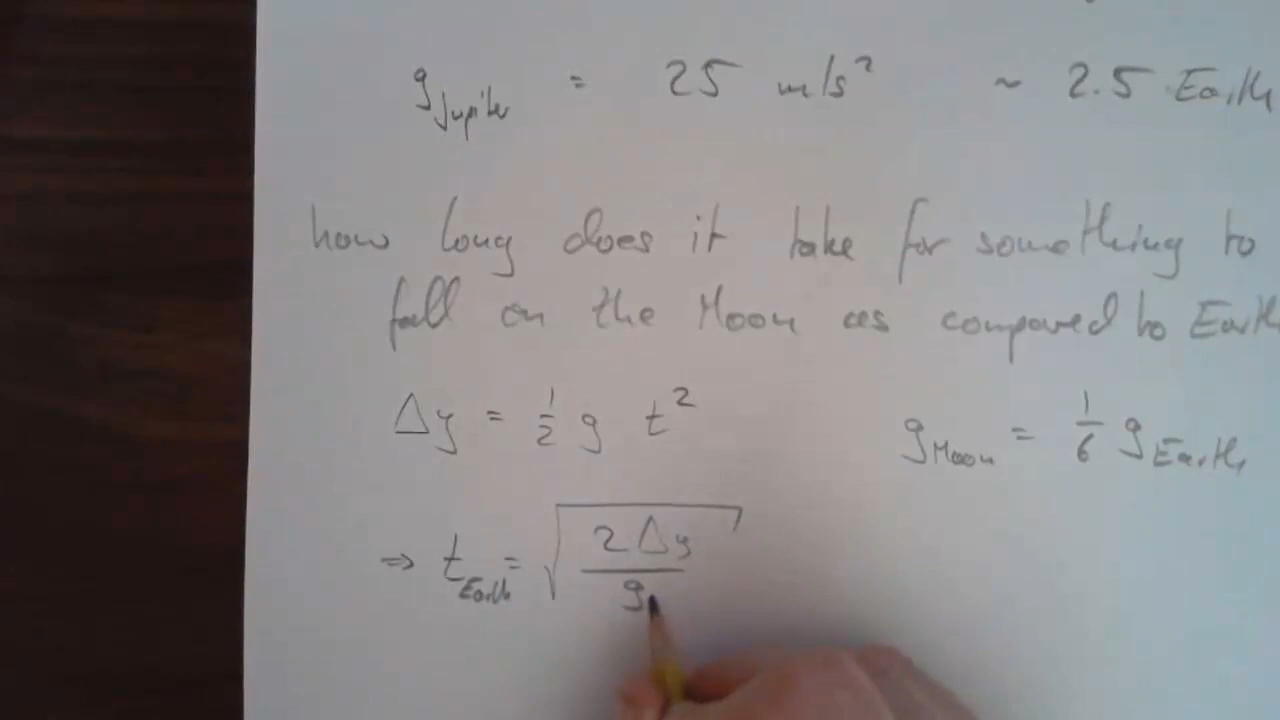 g_Jupiter = 25 m/s² ~ 2.5 Earth
how long does it take for something to
fall on the Moon as compared to Earth
Δy = ½ g t² g_Moon = 1/6 g_Earth
⇒ t_Earth = √(2Δy/g)